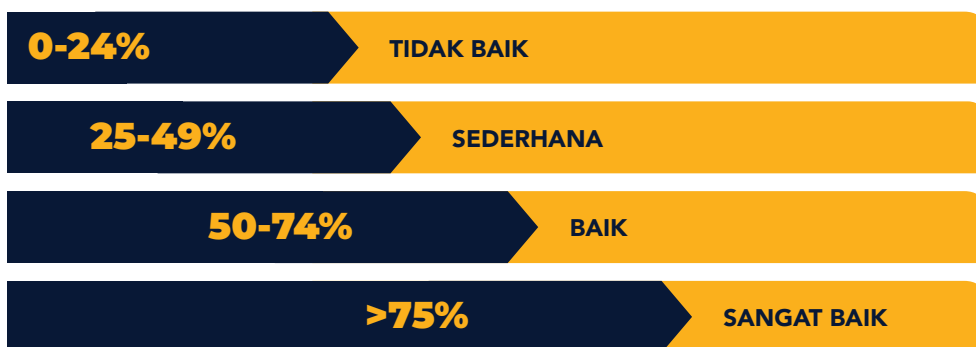 0-24% TIDAK BAIK
25-49% SEDERHANA
50-74% BAIK
>75% SANGAT BAIK